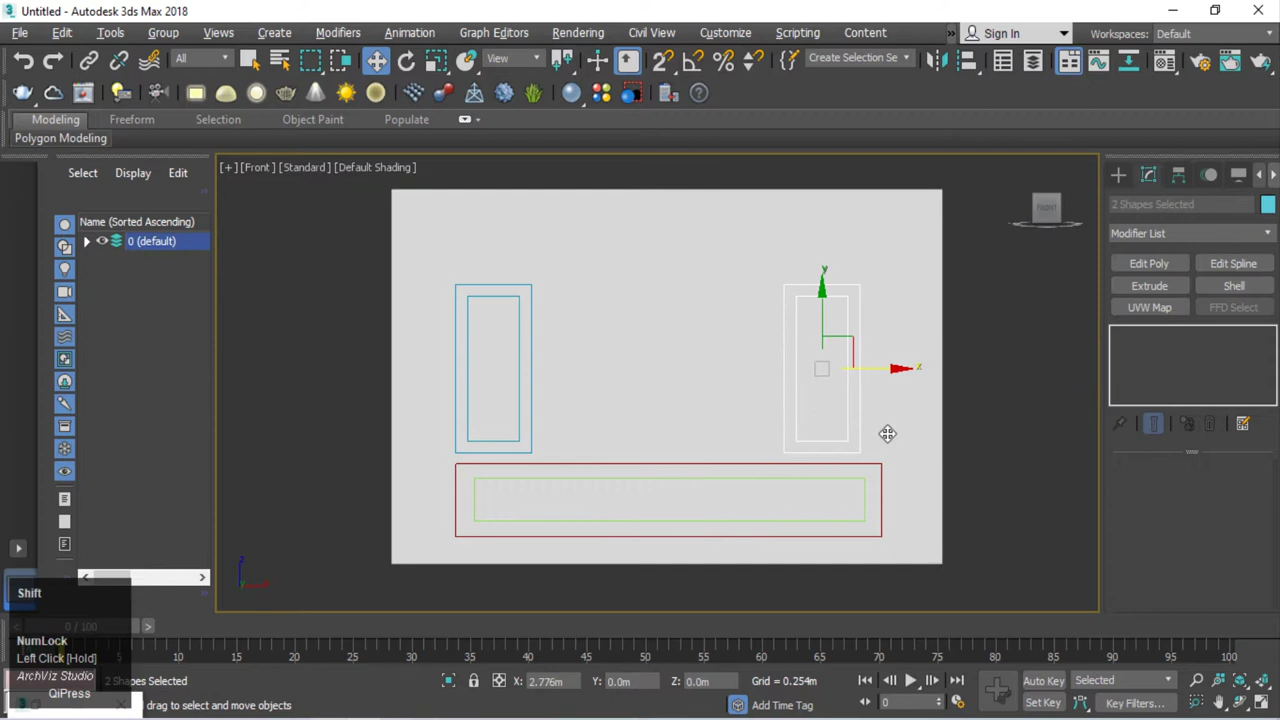 Untitled - Autodesk 3ds Max 2018
File Edit Tools Group Views Create Modifiers Animation Graph Editors Rendering Civil View Customize Scripting Content » Sign In Workspaces: Default
All View Create Selection Se
Modeling Freeform Selection Object Paint Populate
Polygon Modeling
Select Display Edit
[+] [Front] [Standard] [Default Shading]
Name (Sorted Ascending)
0 (default)
2 Shapes Selected
Modifier List
Edit Poly Edit Spline
Extrude Shell
UVW Map FFD Select
FRONT
y
x
z
Shift
NumLock
Left Click [Hold]
ArchViz Studio
QiPress
0 / 100
5 10 15 20 25 30 35 40 45 50 55 60 65 70 75 80 85 90 95 100
2 Shapes Selected X: 2.776m Y: 0.0m Z: 0.0m Grid = 0.254m Auto Key Selected
drag to select and move objects Add Time Tag 0 Set Key Key Filters...